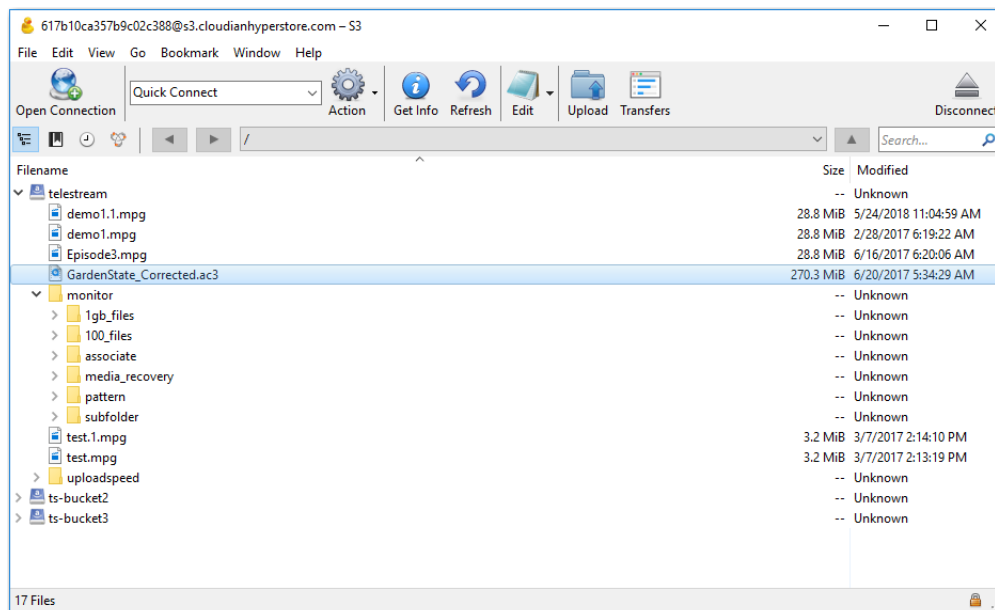 617b10ca357b9c02c388@s3.cloudianhyperstore.com – S3
File Edit View Go Bookmark Window Help
Open Connection Quick Connect Action Get Info Refresh Edit Upload Transfers Disconnect
/ Search...
Filename Size Modified
telestream -- Unknown
demo1.1.mpg 28.8 MiB 5/24/2018 11:04:59 AM
demo1.mpg 28.8 MiB 2/28/2017 6:19:22 AM
Episode3.mpg 28.8 MiB 6/16/2017 6:20:06 AM
GardenState_Corrected.ac3 270.3 MiB 6/20/2017 5:34:29 AM
monitor -- Unknown
1gb_files -- Unknown
100_files -- Unknown
associate -- Unknown
media_recovery -- Unknown
pattern -- Unknown
subfolder -- Unknown
test.1.mpg 3.2 MiB 3/7/2017 2:14:10 PM
test.mpg 3.2 MiB 3/7/2017 2:13:19 PM
uploadspeed -- Unknown
ts-bucket2 -- Unknown
ts-bucket3 -- Unknown
17 Files